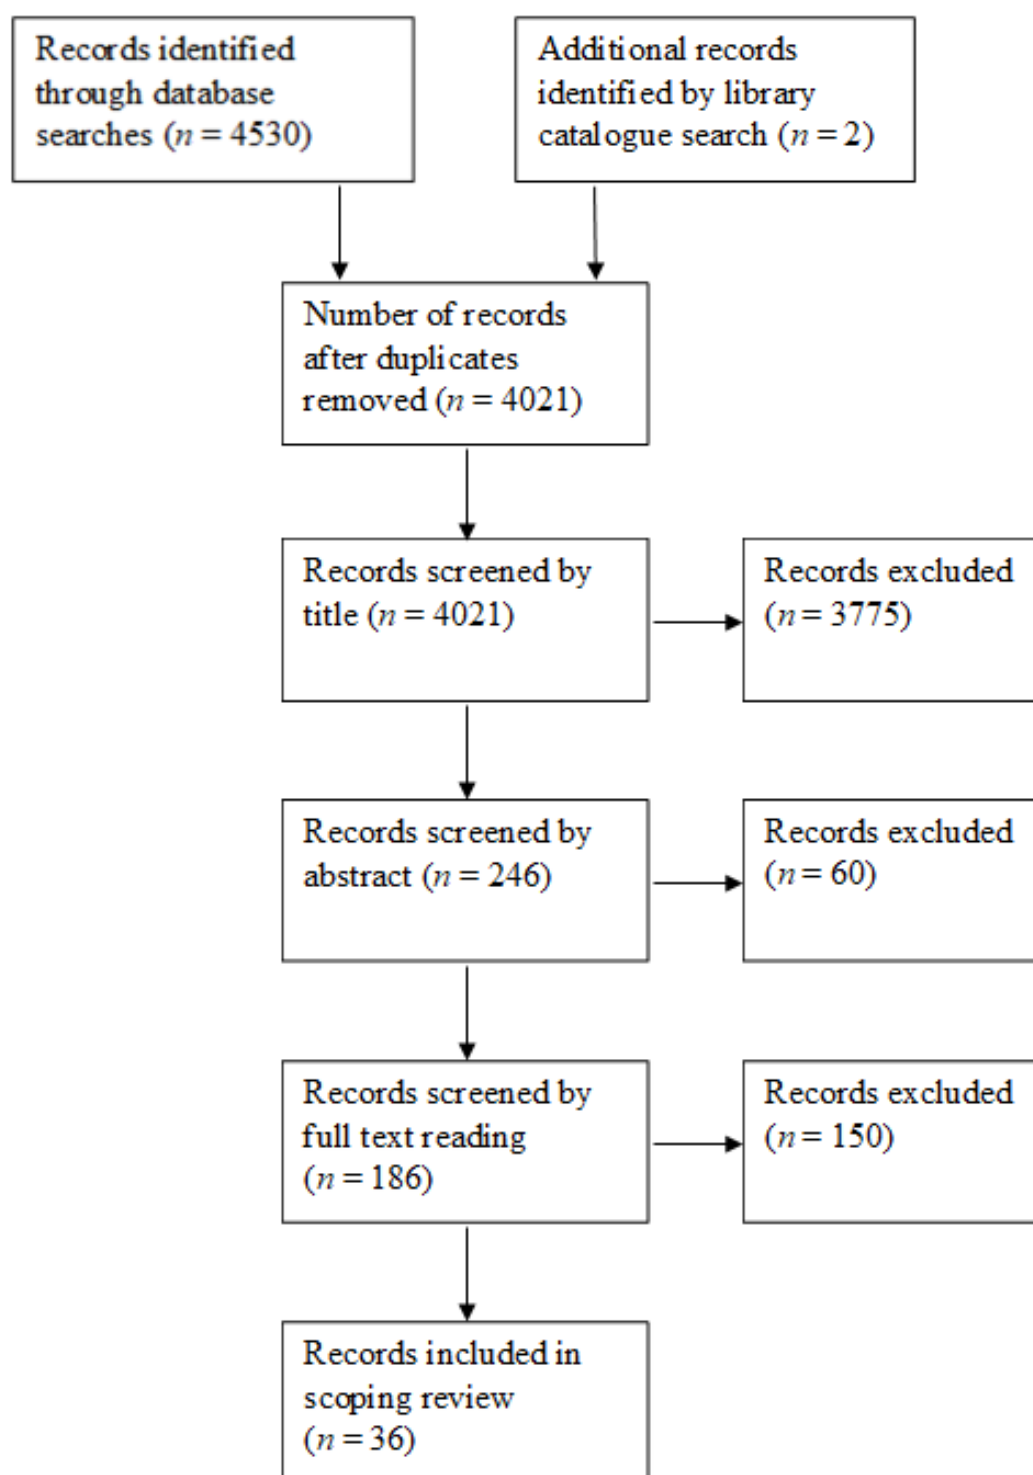 Records identified
through database
searches (n = 4530)
Additional records
identified by library
catalogue search (n = 2)
Number of records
after duplicates
removed (n = 4021)
Records screened by
title (n = 4021)
Records excluded
(n = 3775)
Records screened by
abstract (n = 246)
Records excluded
(n = 60)
Records screened by
full text reading
(n = 186)
Records excluded
(n = 150)
Records included in
scoping review
(n = 36)